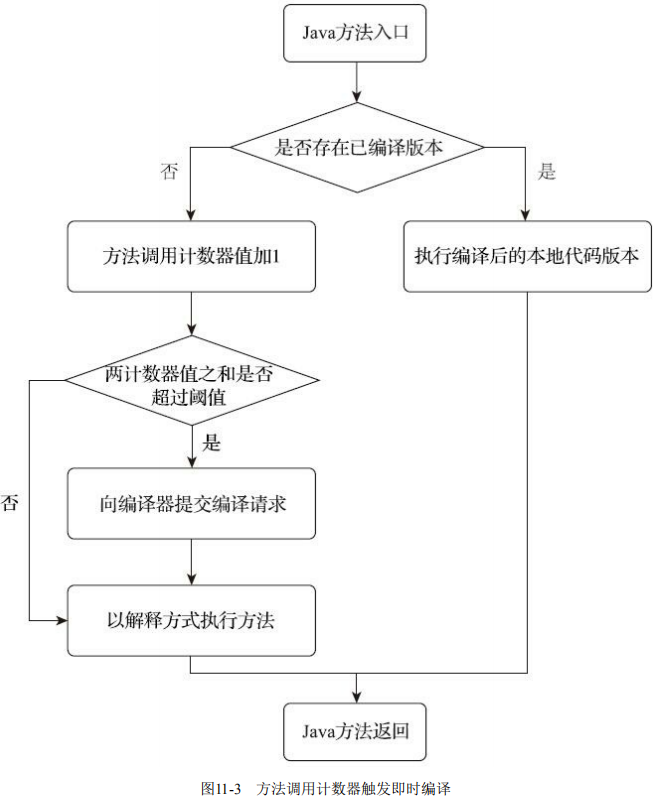 Java方法入口
是否存在已编译版本
否
是
方法调用计数器值加1
执行编译后的本地代码版本
两计数器值之和是否
超过阈值
是
向编译器提交编译请求
否
以解释方式执行方法
Java方法返回
图11-3 方法调用计数器触发即时编译